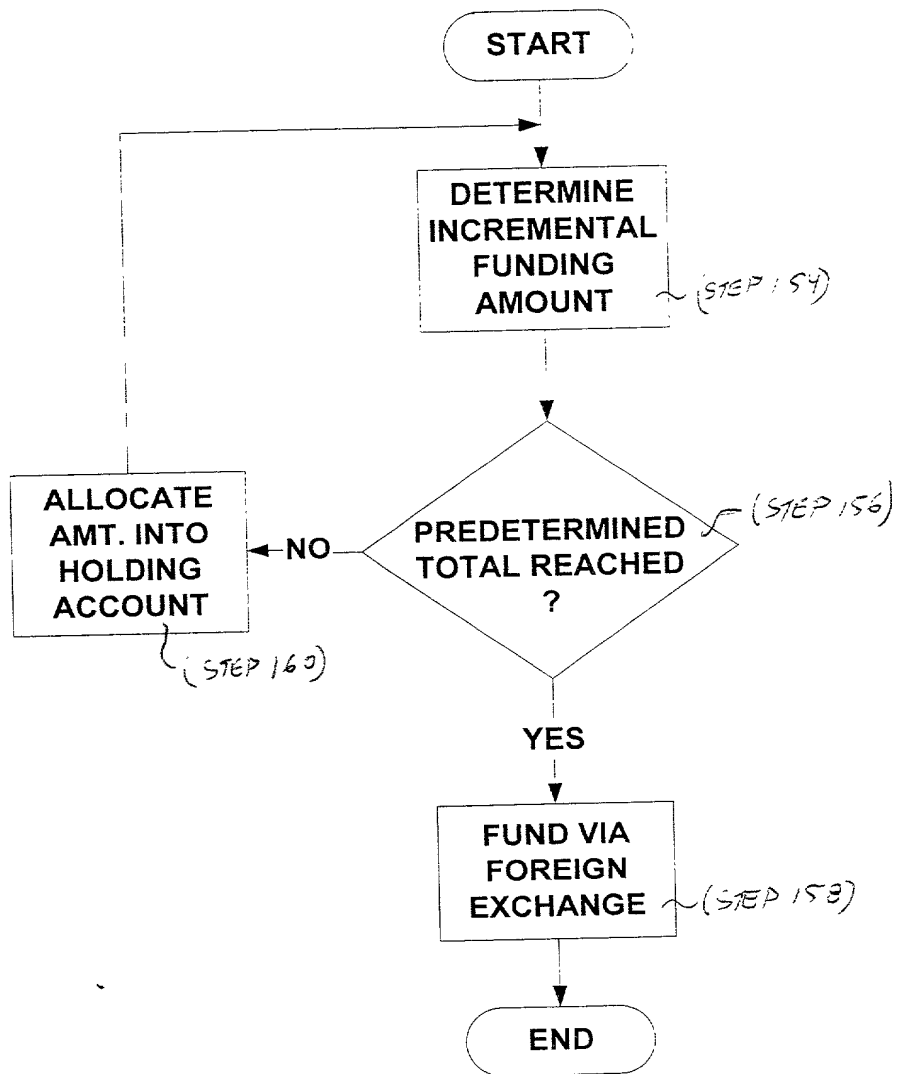 START
DETERMINE
INCREMENTAL
FUNDING
AMOUNT
(STEP 154)
PREDETERMINED
TOTAL REACHED
?
(STEP 156)
NO
ALLOCATE
AMT. INTO
HOLDING
ACCOUNT
(STEP 160)
YES
FUND VIA
FOREIGN
EXCHANGE
(STEP 158)
END